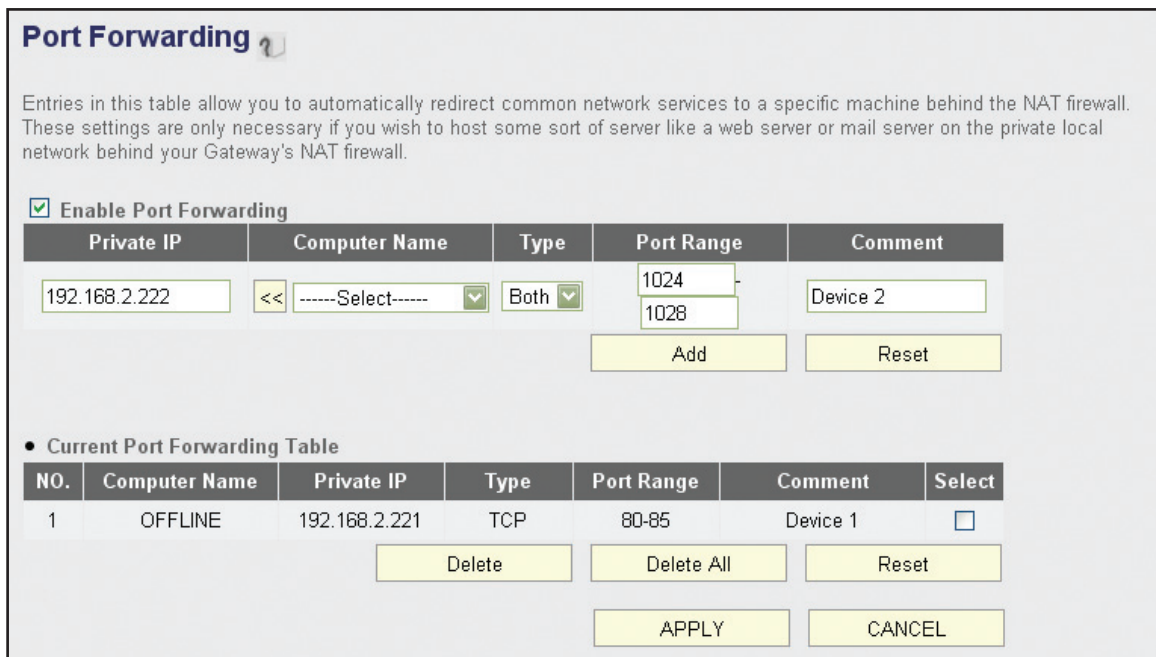 Port Forwarding
Entries in this table allow you to automatically redirect common network services to a specific machine behind the NAT firewall.
These settings are only necessary if you wish to host some sort of server like a web server or mail server on the private local
network behind your Gateway's NAT firewall.
Enable Port Forwarding
Private IP Computer Name Type Port Range Comment
192.168.2.222 << ------Select------ Both 1024 - 1028 Device 2
Add Reset
• Current Port Forwarding Table
NO. Computer Name Private IP Type Port Range Comment Select
1 OFFLINE 192.168.2.221 TCP 80-85 Device 1
Delete Delete All Reset
APPLY CANCEL